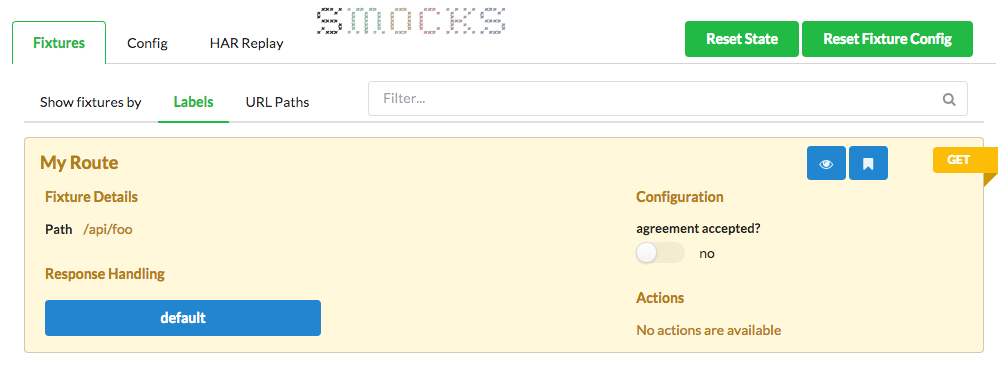 SMOCKS
Fixtures Config HAR Replay Reset State Reset Fixture Config
Show fixtures by Labels URL Paths Filter...
My Route GET
Fixture Details Configuration
Path /api/foo agreement accepted?
no
Response Handling
default Actions
No actions are available